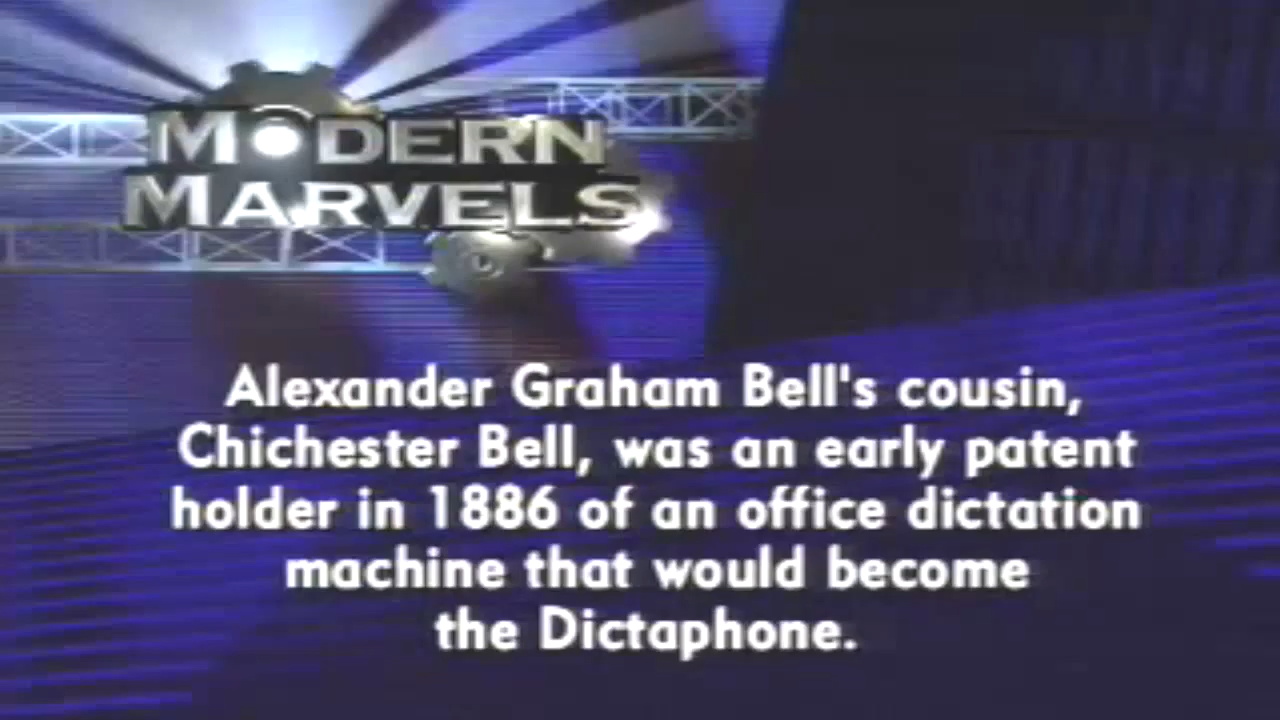 MODERN
MARVELS
Alexander Graham Bell's cousin,
Chichester Bell, was an early patent
holder in 1886 of an office dictation
machine that would become
the Dictaphone.